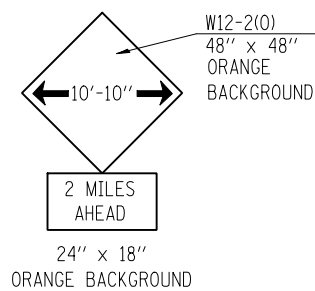 W12-2(O)
48" x 48"
ORANGE
BACKGROUND
10'-10"
2 MILES
AHEAD
24" x 18"
ORANGE BACKGROUND